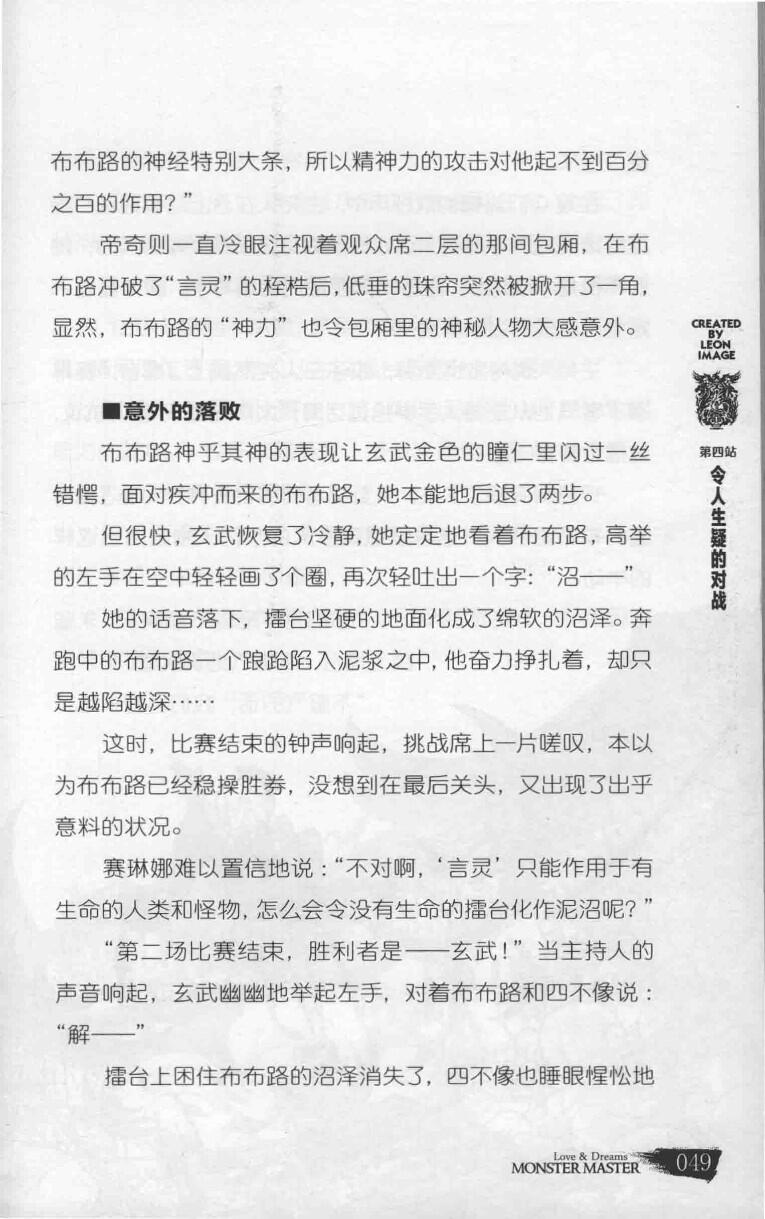 布布路的神经特别大条，所以精神力的攻击对他起不到百分
之百的作用？”
帝奇则一直冷眼注视着观众席二层的那间包厢，在布
布路冲破了“言灵”的桎梏后，低垂的珠帘突然被掀开了一角，
显然，布布路的“神力”也令包厢里的神秘人物大感意外。
■意外的落败
布布路神乎其神的表现让玄武金色的瞳仁里闪过一丝
错愕，面对疾冲而来的布布路，她本能地后退了两步。
但很快，玄武恢复了冷静，她定定地看着布布路，高举
的左手在空中轻轻画了个圈，再次轻吐出一个字：“沼——”
她的话音落下，擂台坚硬的地面化成了绵软的沼泽。奔
跑中的布布路一个踉跄陷入泥浆之中，他奋力挣扎着，却只
是越陷越深……
这时，比赛结束的钟声响起，挑战席上一片嗟叹，本以
为布布路已经稳操胜券，没想到在最后关头，又出现了出乎
意料的状况。
赛琳娜难以置信地说：“不对啊，‘言灵’只能作用于有
生命的人类和怪物，怎么会令没有生命的擂台化作泥沼呢？”
“第二场比赛结束，胜利者是——玄武！”当主持人的
声音响起，玄武幽幽地举起左手，对着布布路和四不像说：
“解——”
擂台上困住布布路的沼泽消失了，四不像也睡眼惺忪地
CREATED
BY
LEON
IMAGE
第四站
令人生疑的对战
Love & Dreams
MONSTER MASTER
049